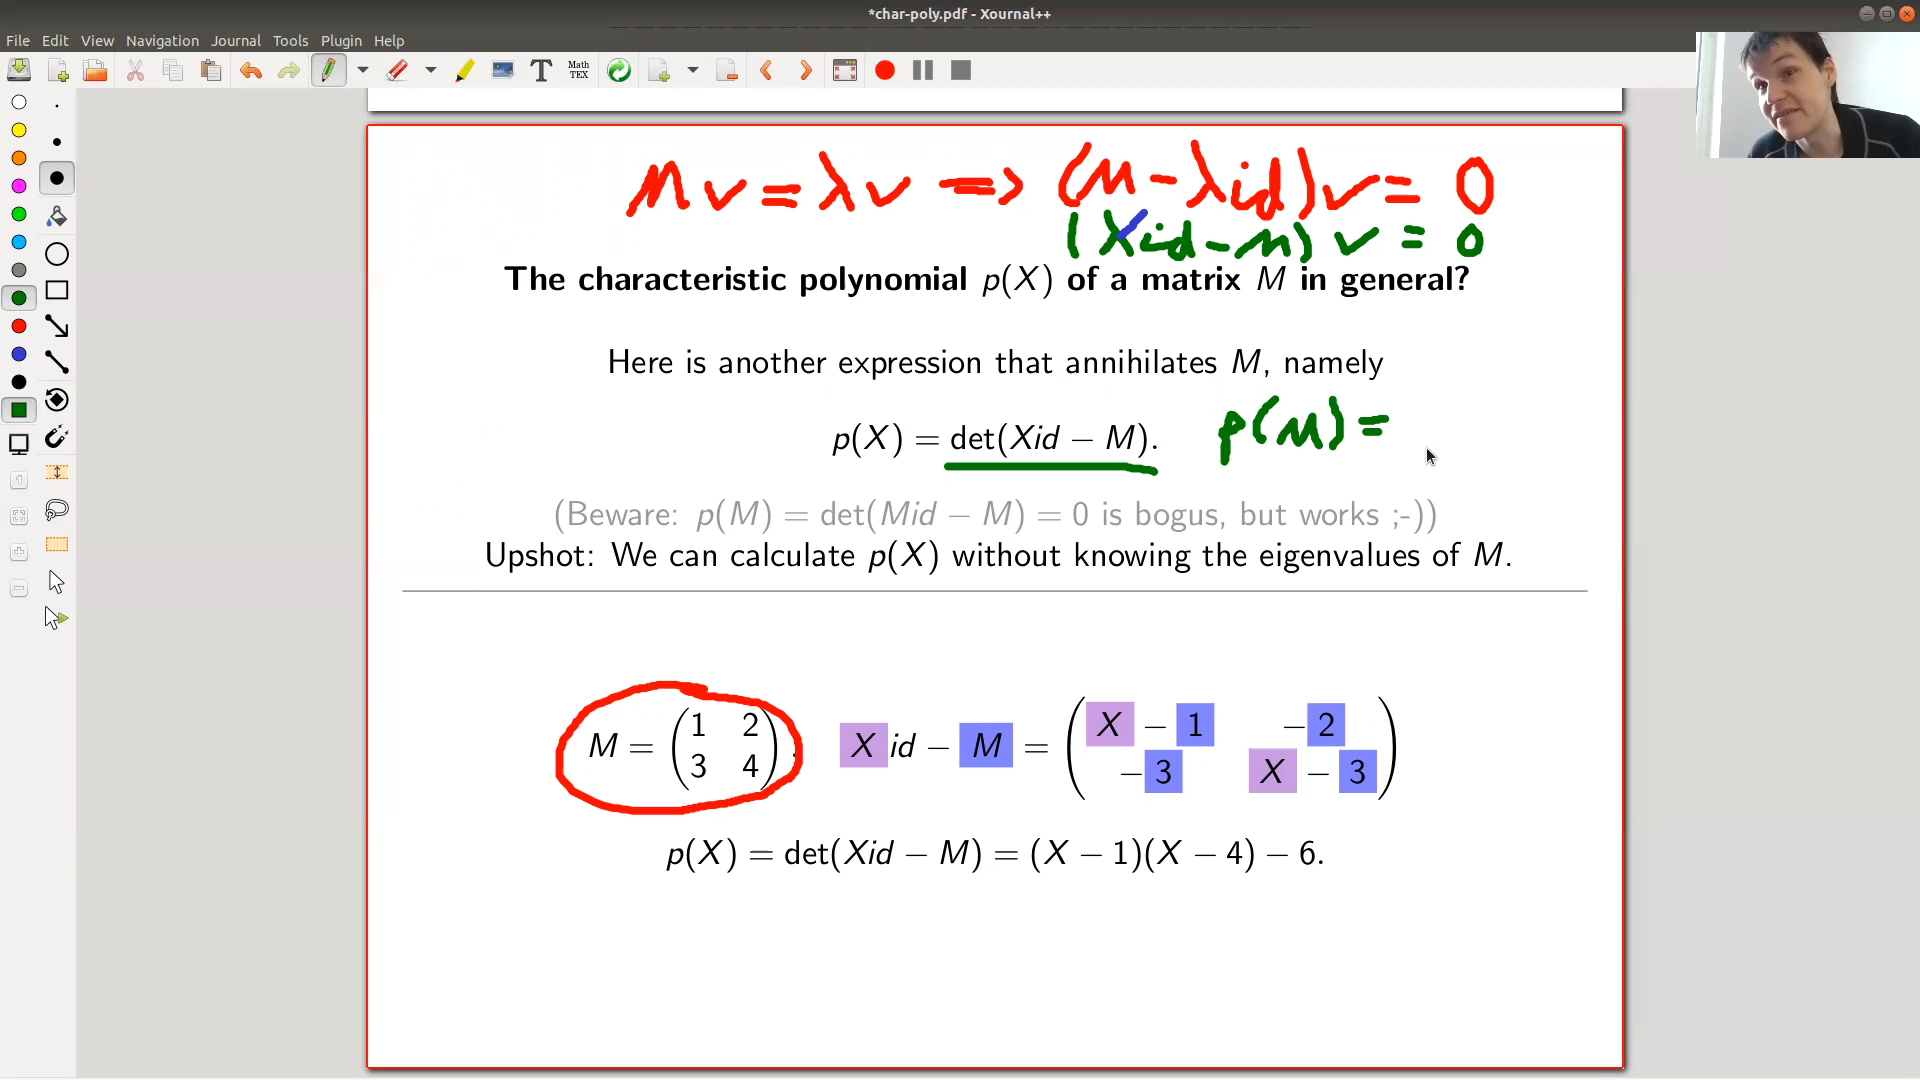 *char-poly.pdf - Xournal++
File Edit View Navigation Journal Tools Plugin Help
Math TEX
Mv = λv ⟹ (M − λid)v = 0
(Xid − M) v = 0
The characteristic polynomial p(X) of a matrix M in general?
Here is another expression that annihilates M, namely
p(X) = det(Xid − M). p(M) =
(Beware: p(M) = det(Mid − M) = 0 is bogus, but works ;-))
Upshot: We can calculate p(X) without knowing the eigenvalues of M.
M = (1 2 3 4). X id − M = (X − 1 −2 −3 X − 3)
p(X) = det(Xid − M) = (X − 1)(X − 4) − 6.